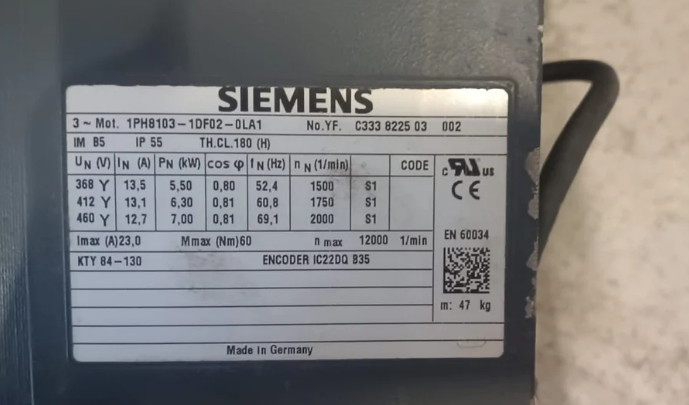 SIEMENS
3 ~ Mot. 1PH8103-1DF02-0LA1 No.YF. C333 8225 03 002
IM B5 IP 55 TH.CL.180 (H)
UN (V) IN (A) PN (kW) cos φ fN (Hz) nN (1/min) CODE
368 Y 13,5 5,50 0,80 52,4 1500 S1
412 Y 13,1 6,30 0,81 60,8 1750 S1
460 Y 12,7 7,00 0,81 69,1 2000 S1
c RU us
CE
EN 60034
Imax (A)23,0 Mmax (Nm)60 n max 12000 1/min
KTY 84-130 ENCODER IC22DQ B35
m: 47 kg
Made in Germany